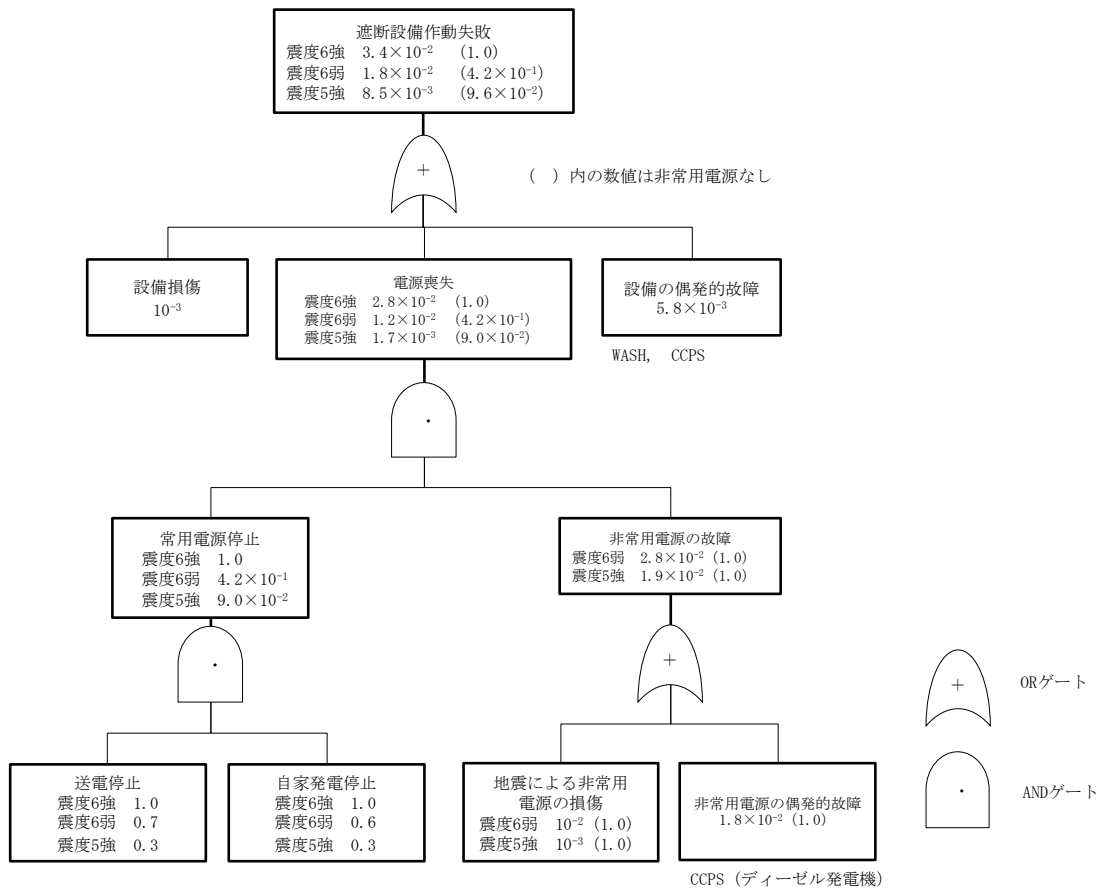 遮断設備作動失敗
震度6強 3.4×10⁻² (1.0)
震度6弱 1.8×10⁻² (4.2×10⁻¹)
震度5強 8.5×10⁻³ (9.6×10⁻²)
+
( )内の数値は非常用電源なし
設備損傷
10⁻³
電源喪失
震度6強 2.8×10⁻² (1.0)
震度6弱 1.2×10⁻² (4.2×10⁻¹)
震度5強 1.7×10⁻³ (9.0×10⁻²)
設備の偶発的故障
5.8×10⁻³
WASH, CCPS
常用電源停止
震度6強 1.0
震度6弱 4.2×10⁻¹
震度5強 9.0×10⁻²
非常用電源の故障
震度6弱 2.8×10⁻² (1.0)
震度5強 1.9×10⁻² (1.0)
+
+
ORゲート
送電停止
震度6強 1.0
震度6弱 0.7
震度5強 0.3
自家発電停止
震度6強 1.0
震度6弱 0.6
震度5強 0.3
地震による非常用
電源の損傷
震度6弱 10⁻² (1.0)
震度5強 10⁻³ (1.0)
非常用電源の偶発的故障
1.8×10⁻² (1.0)
ANDゲート
CCPS (ディーゼル発電機)